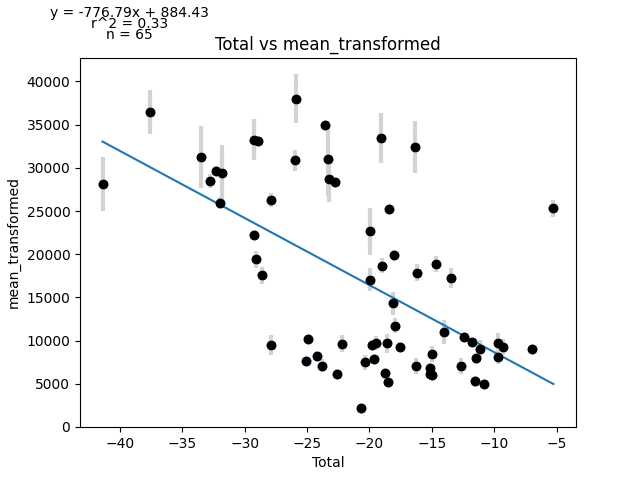 y = -776.79x + 884.43
r^2 = 0.33
n = 65
Total vs mean_transformed
40000
35000
30000
25000
20000
15000
10000
5000
0
mean_transformed
−40
−35
−30
−25
−20
−15
−10
−5
Total